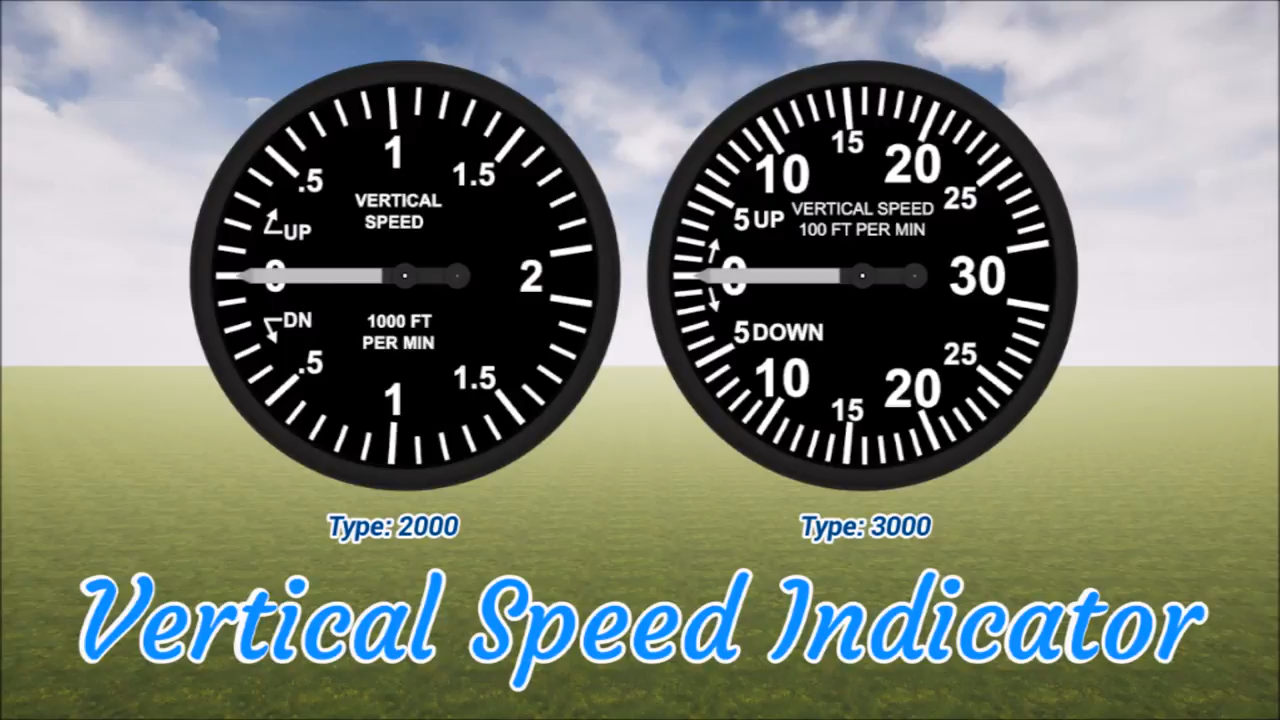 1
.5
1.5
VERTICAL
SPEED
UP
0
2
DN
1000 FT
PER MIN
.5
1.5
1
15
20
10
25
5 UP
VERTICAL SPEED
100 FT PER MIN
0
30
5 DOWN
25
10
20
15
Type: 2000
Type: 3000
Vertical Speed Indicator